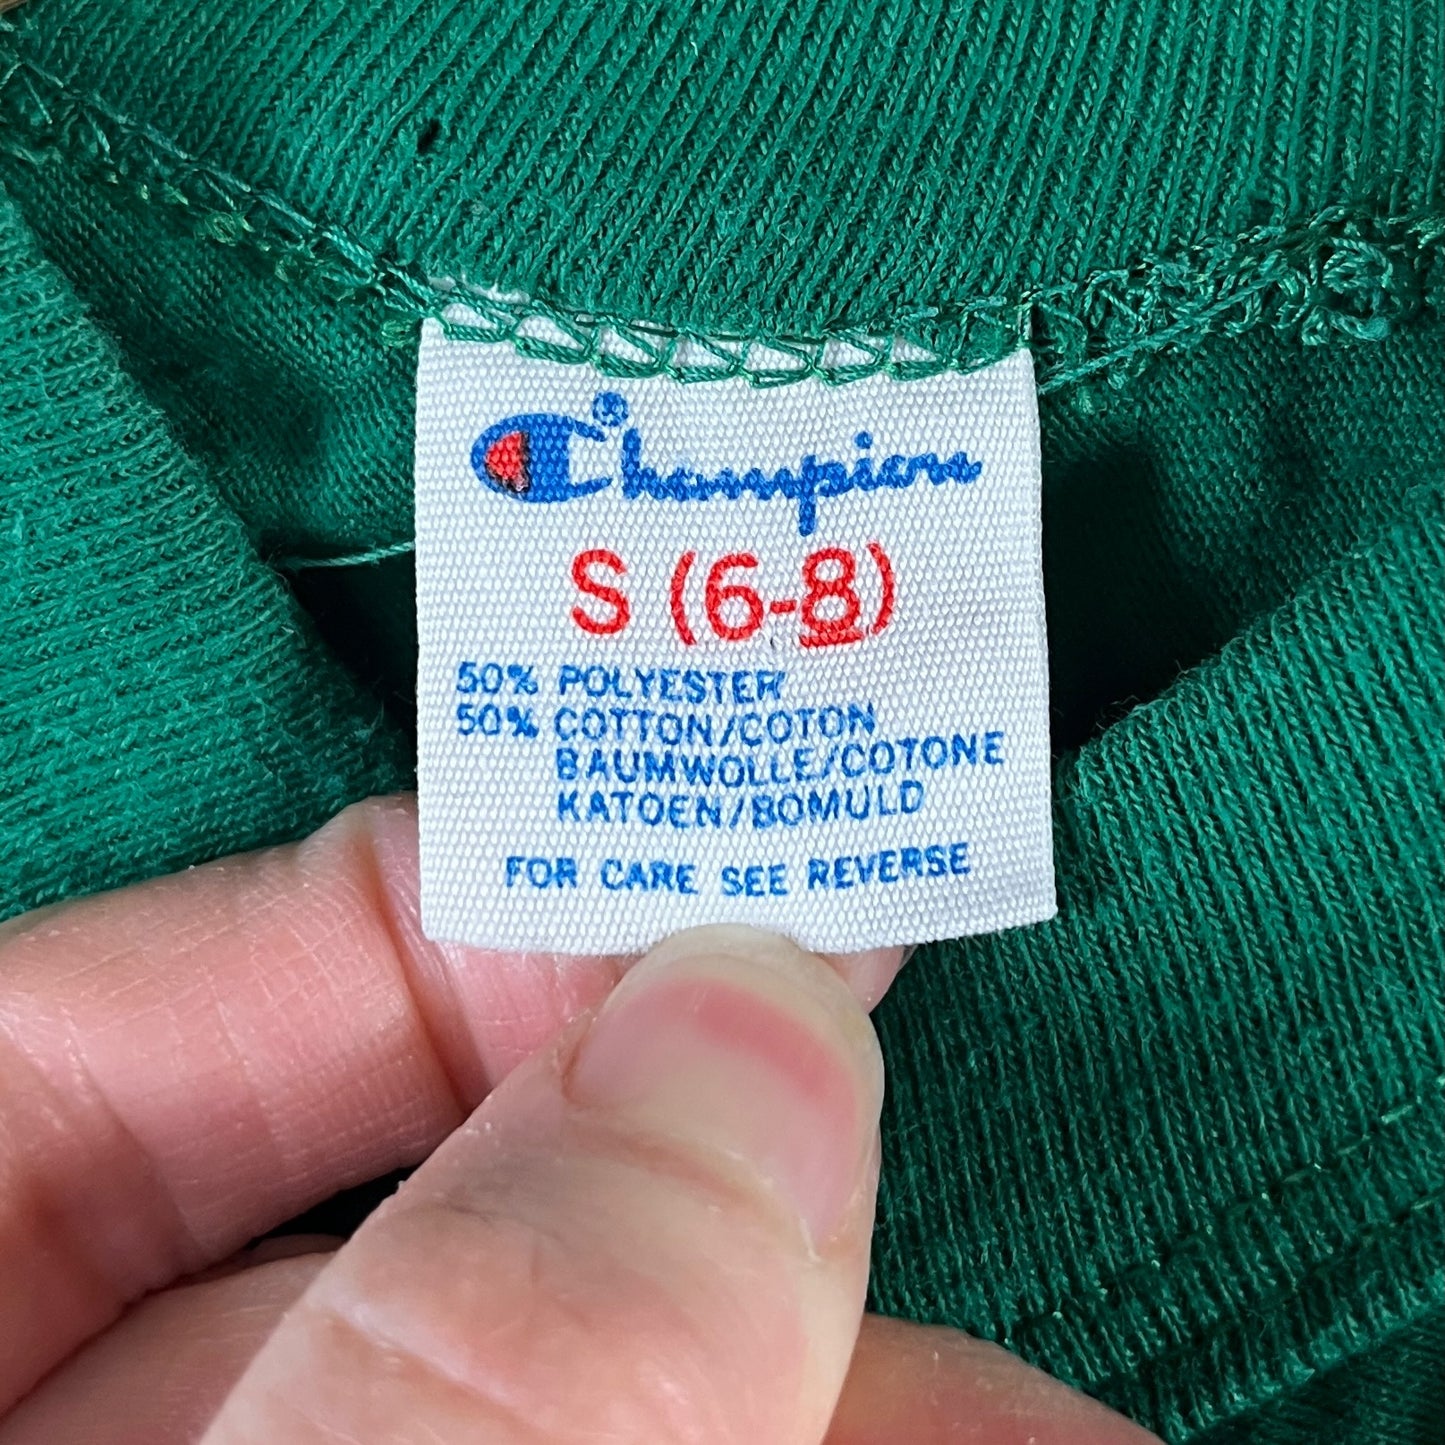 Champion®
S (6-8)
50% POLYESTER
50% COTTON/COTON
BAUMWOLLE/COTONE
KATOEN/BOMULD
FOR CARE SEE REVERSE